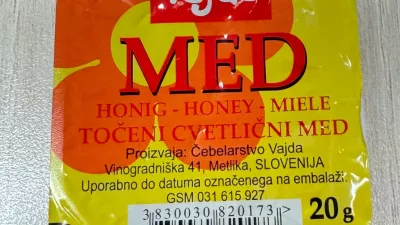 MED
HONIG - HONEY - MIELE
TOČENI CVETLIČNI MED
Proizvaja: Čebelarstvo Vajda
Vinogradniška 41, Metlika, SLOVENIJA
Uporabno do datuma označenega na embalaži.
GSM 031 615 927
3 830030 820173 >
20 g